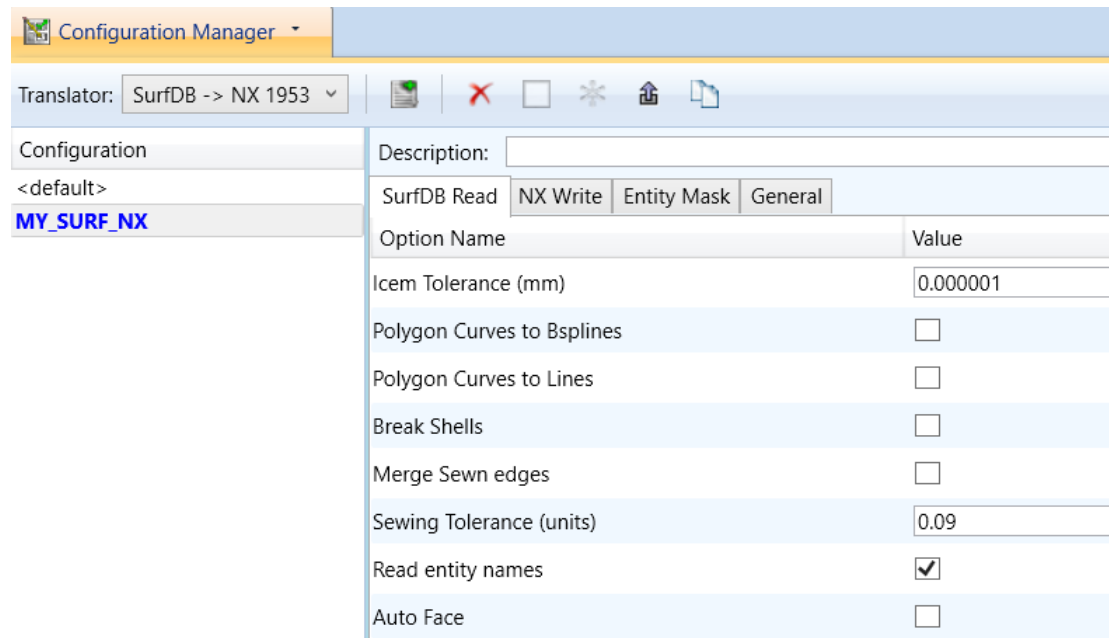 Configuration Manager
Translator: SurfDB -> NX 1953
Configuration
Description:
<default>
MY_SURF_NX
SurfDB Read NX Write Entity Mask General
Option Name Value
Icem Tolerance (mm) 0.000001
Polygon Curves to Bsplines
Polygon Curves to Lines
Break Shells
Merge Sewn edges
Sewing Tolerance (units) 0.09
Read entity names
Auto Face